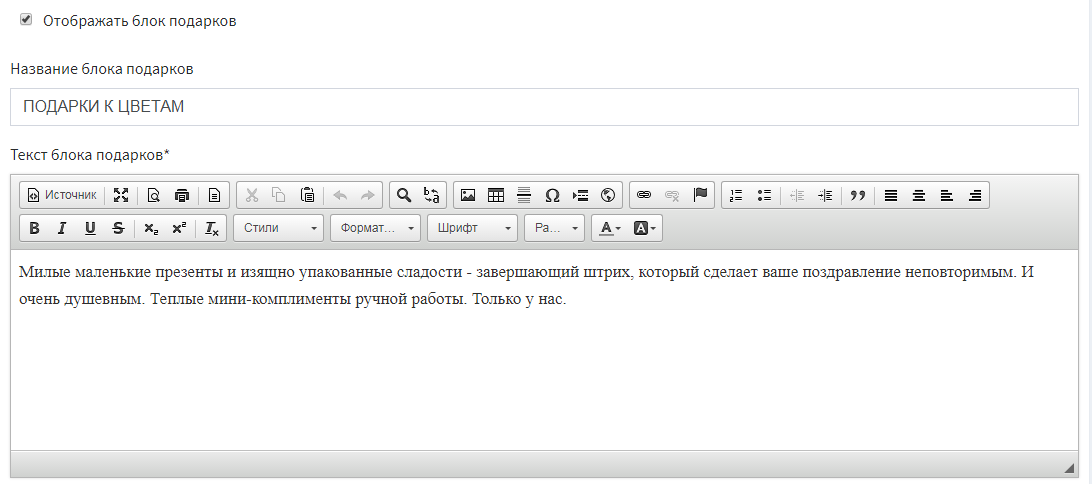 Отображать блок подарков
Название блока подарков
ПОДАРКИ К ЦВЕТАМ
Текст блока подарков*
Источник
Стили Формат... Шрифт Ра...
Милые маленькие презенты и изящно упакованные сладости - завершающий штрих, который сделает ваше поздравление неповторимым. И
очень душевным. Теплые мини-комплименты ручной работы. Только у нас.